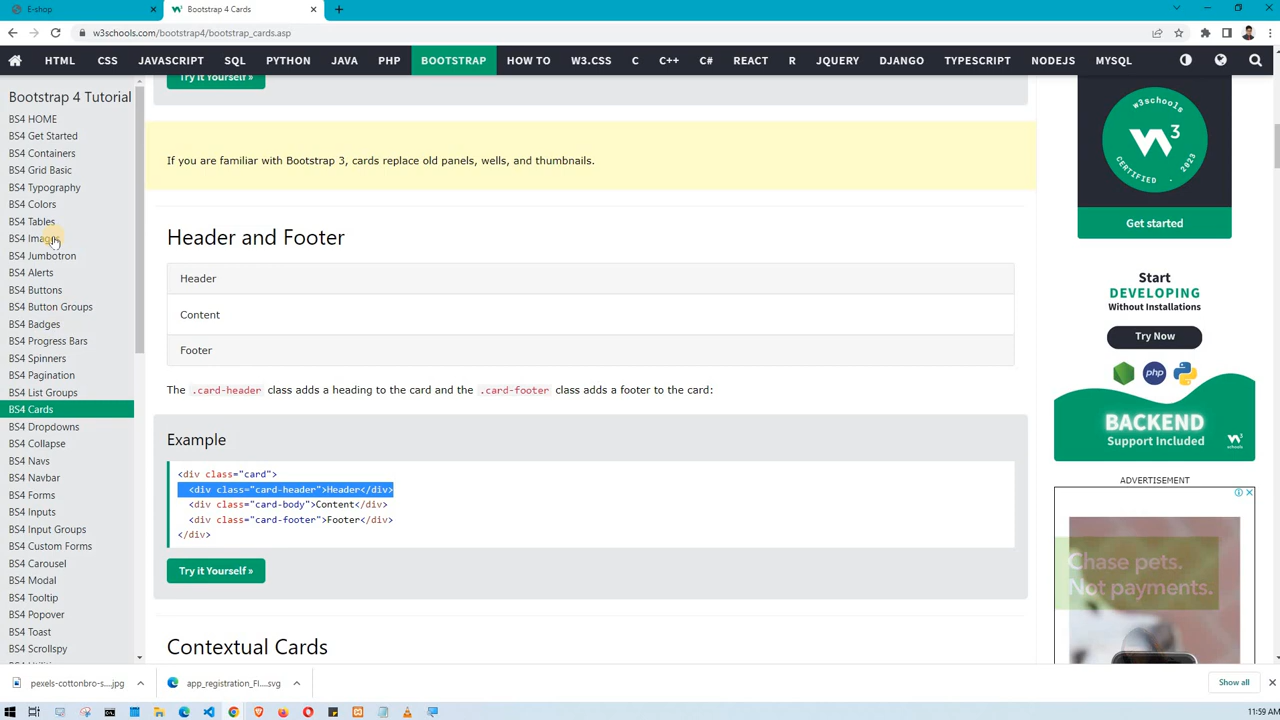 E-shop
Bootstrap 4 Cards
w3schools.com/bootstrap4/bootstrap_cards.asp
HTML CSS JAVASCRIPT SQL PYTHON JAVA PHP BOOTSTRAP HOW TO W3.CSS C C++ C# REACT R JQUERY DJANGO TYPESCRIPT NODEJS MYSQL
Bootstrap 4 Tutorial
BS4 HOME
BS4 Get Started
BS4 Containers
BS4 Grid Basic
BS4 Typography
BS4 Colors
BS4 Tables
BS4 Images
BS4 Jumbotron
BS4 Alerts
BS4 Buttons
BS4 Button Groups
BS4 Badges
BS4 Progress Bars
BS4 Spinners
BS4 Pagination
BS4 List Groups
BS4 Cards
BS4 Dropdowns
BS4 Collapse
BS4 Navs
BS4 Navbar
BS4 Forms
BS4 Inputs
BS4 Input Groups
BS4 Custom Forms
BS4 Carousel
BS4 Modal
BS4 Tooltip
BS4 Popover
BS4 Toast
BS4 Scrollspy
Try it Yourself »
If you are familiar with Bootstrap 3, cards replace old panels, wells, and thumbnails.
Header and Footer
Header
Content
Footer
The .card-header class adds a heading to the card and the .card-footer class adds a footer to the card:
Example
<div class="card">
<div class="card-header">Header</div>
<div class="card-body">Content</div>
<div class="card-footer">Footer</div>
</div>
Try it Yourself »
Contextual Cards
w3schools
W3
CERTIFIED . 2023
Get started
Start
DEVELOPING
Without Installations
Try Now
php
BACKEND
Support Included
ADVERTISEMENT
Chase pets.
Not payments.
pexels-cottonbro-s....jpg
app_registration_FI....svg
Show all
11:59 AM